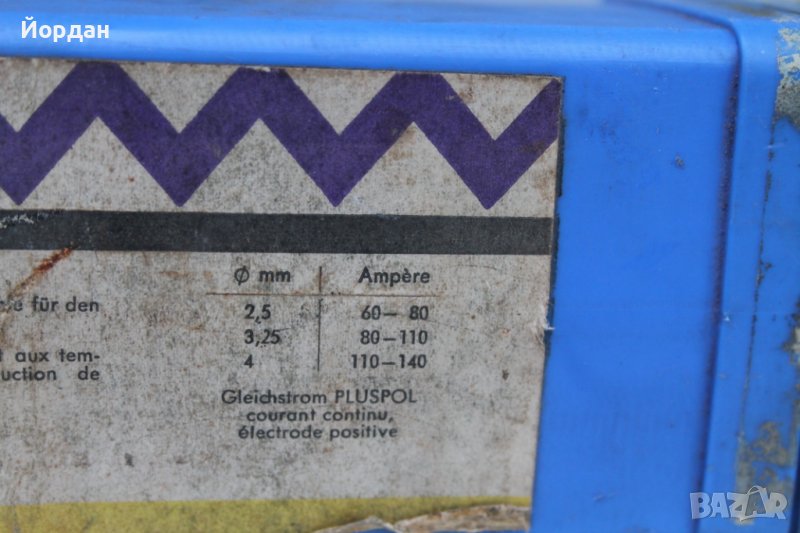 Йордан
für den
aux tem-
uction de
Ø mm | Ampère
2,5 | 60— 80
3,25 | 80—110
4 | 110—140
Gleichstrom PLUSPOL
courant continu,
électrode positive
BAZAR